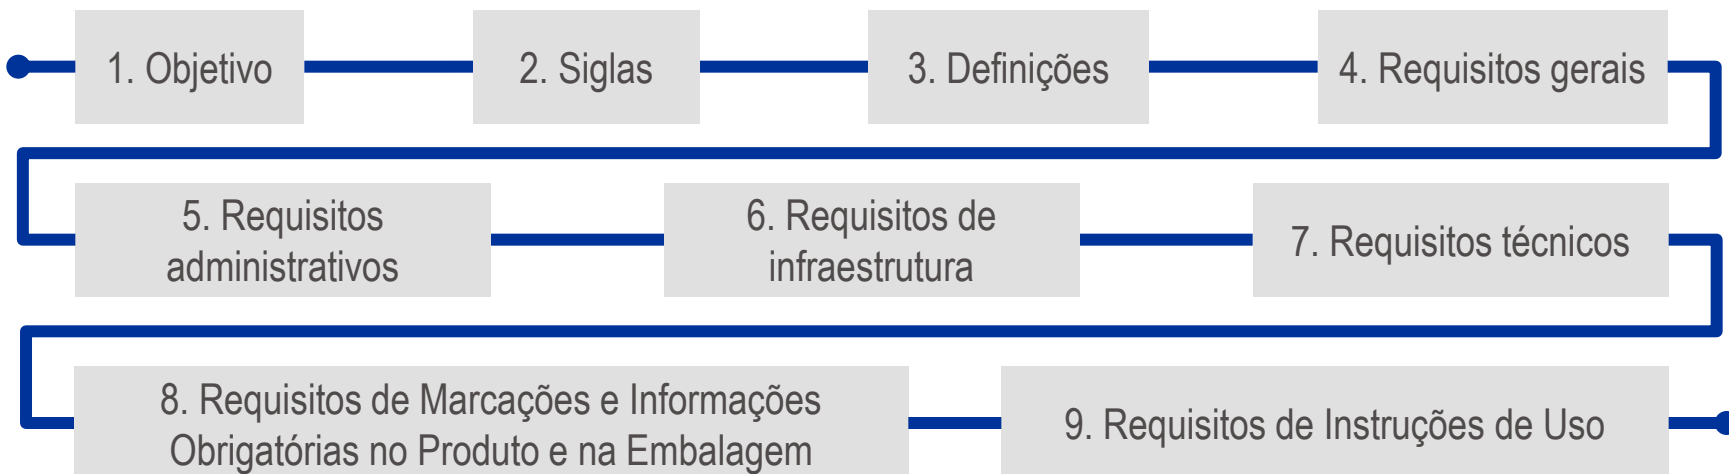 1. Objetivo
2. Siglas
3. Definições
4. Requisitos gerais
5. Requisitos
administrativos
6. Requisitos de
infraestrutura
7. Requisitos técnicos
8. Requisitos de Marcações e Informações
Obrigatórias no Produto e na Embalagem
9. Requisitos de Instruções de Uso